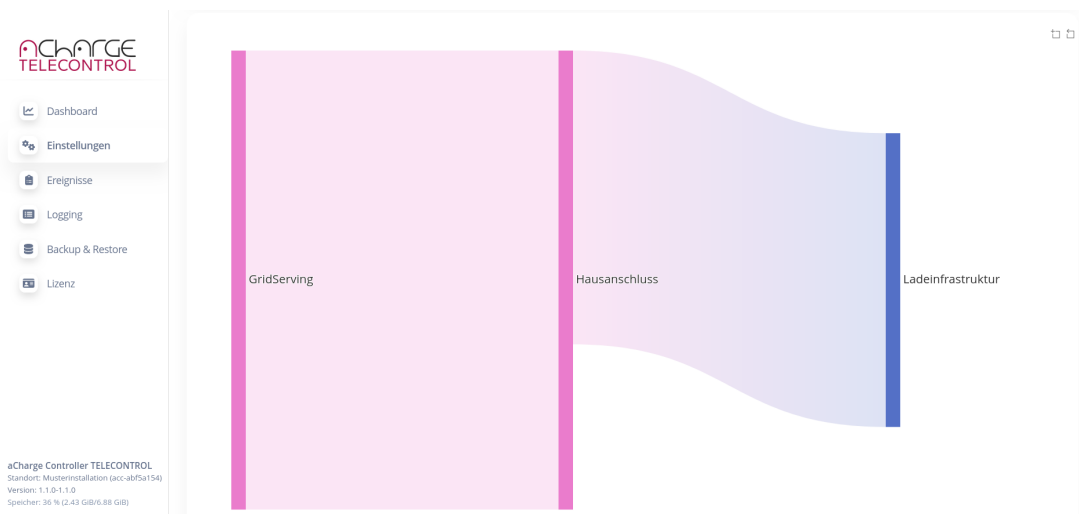 aCHARGE
TELECONTROL
Dashboard
Einstellungen
Ereignisse
Logging
Backup & Restore
Lizenz
GridServing
Hausanschluss
Ladeinfrastruktur
aCharge Controller TELECONTROL
Standort: Musterinstallation (acc-abf5a154)
Version: 1.1.0-1.1.0
Speicher: 36 % (2.43 GiB/6.88 GiB)